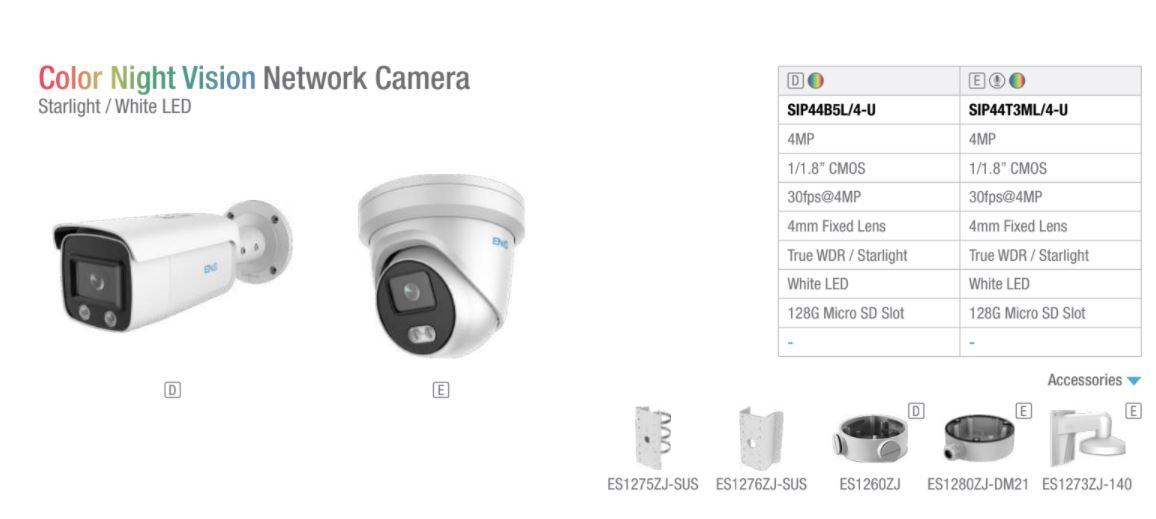 Color Night Vision Network Camera
Starlight / White LED
D
E
SIP44B5L/4-U
SIP44T3ML/4-U
4MP
4MP
1/1.8” CMOS
1/1.8” CMOS
30fps@4MP
30fps@4MP
4mm Fixed Lens
4mm Fixed Lens
True WDR / Starlight
True WDR / Starlight
White LED
White LED
128G Micro SD Slot
128G Micro SD Slot
-
-
ENS
ENS
D
E
Accessories
D
E
E
ES1275ZJ-SUS
ES1276ZJ-SUS
ES1260ZJ
ES1280ZJ-DM21
ES1273ZJ-140